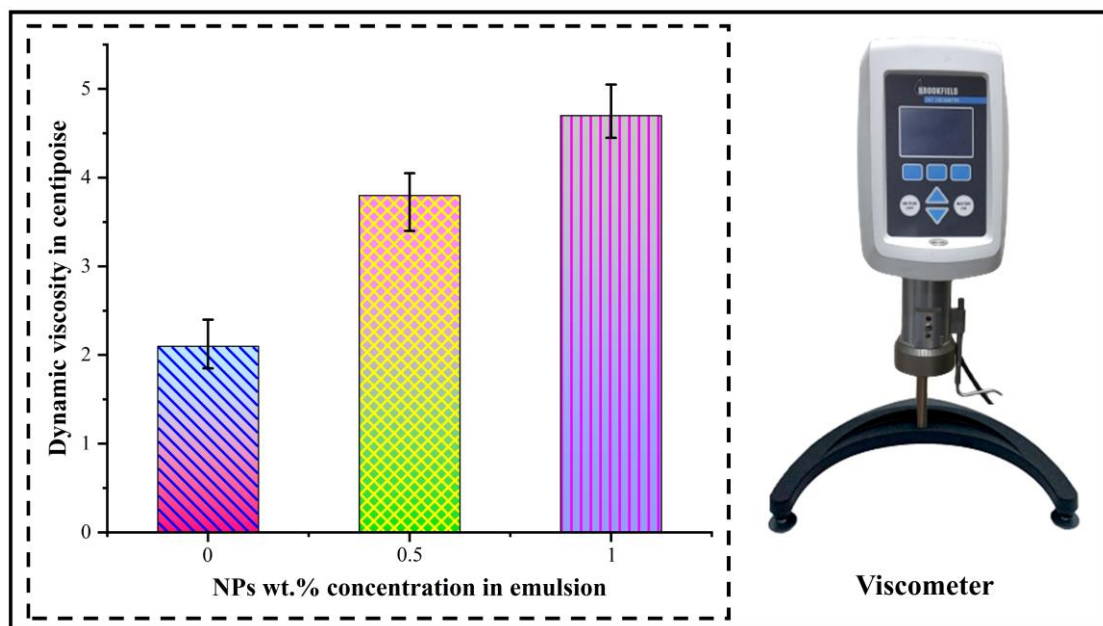 Dynamic viscosity in centipoise
5
4
3
2
1
0
0 0.5 1
NPs wt.% concentration in emulsion
BROOKFIELD
Viscometer